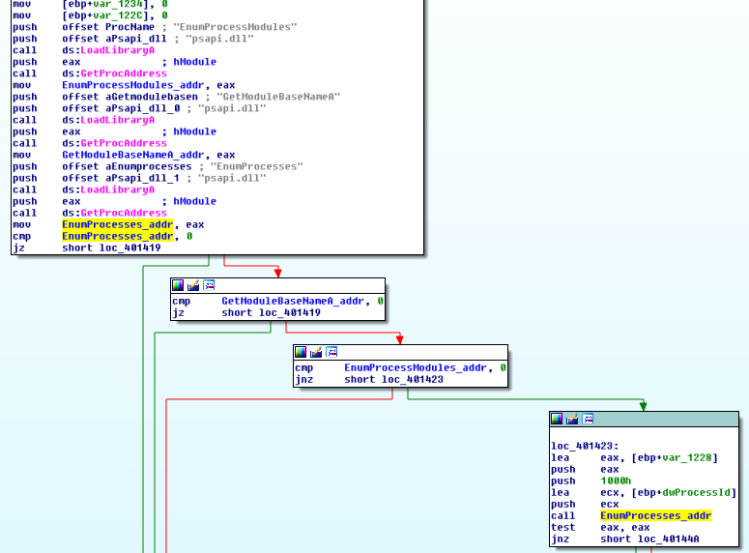 mov     [ebp+var_1234], 0
mov     [ebp+var_122C], 0
push    offset ProcName ; "EnumProcessModules"
push    offset aPsapi_dll ; "psapi.dll"
call    ds:LoadLibraryA
push    eax             ; hModule
call    ds:GetProcAddress
mov     EnumProcessModules_addr, eax
push    offset aGetmodulebasen ; "GetModuleBaseNameA"
push    offset aPsapi_dll_0 ; "psapi.dll"
call    ds:LoadLibraryA
push    eax             ; hModule
call    ds:GetProcAddress
mov     GetModuleBaseNameA_addr, eax
push    offset aEnumprocesses ; "EnumProcesses"
push    offset aPsapi_dll_1 ; "psapi.dll"
call    ds:LoadLibraryA
push    eax             ; hModule
call    ds:GetProcAddress
mov     EnumProcesses_addr, eax
cmp     EnumProcesses_addr, 0
jz      short loc_401419
cmp     GetModuleBaseNameA_addr, 0
jz      short loc_401419
cmp     EnumProcessModules_addr, 0
jnz     short loc_401423
loc_401423:
lea     eax, [ebp+var_1228]
push    eax
push    1000h
lea     ecx, [ebp+dwProcessId]
push    ecx
call    EnumProcesses_addr
test    eax, eax
jnz     short loc_40144A